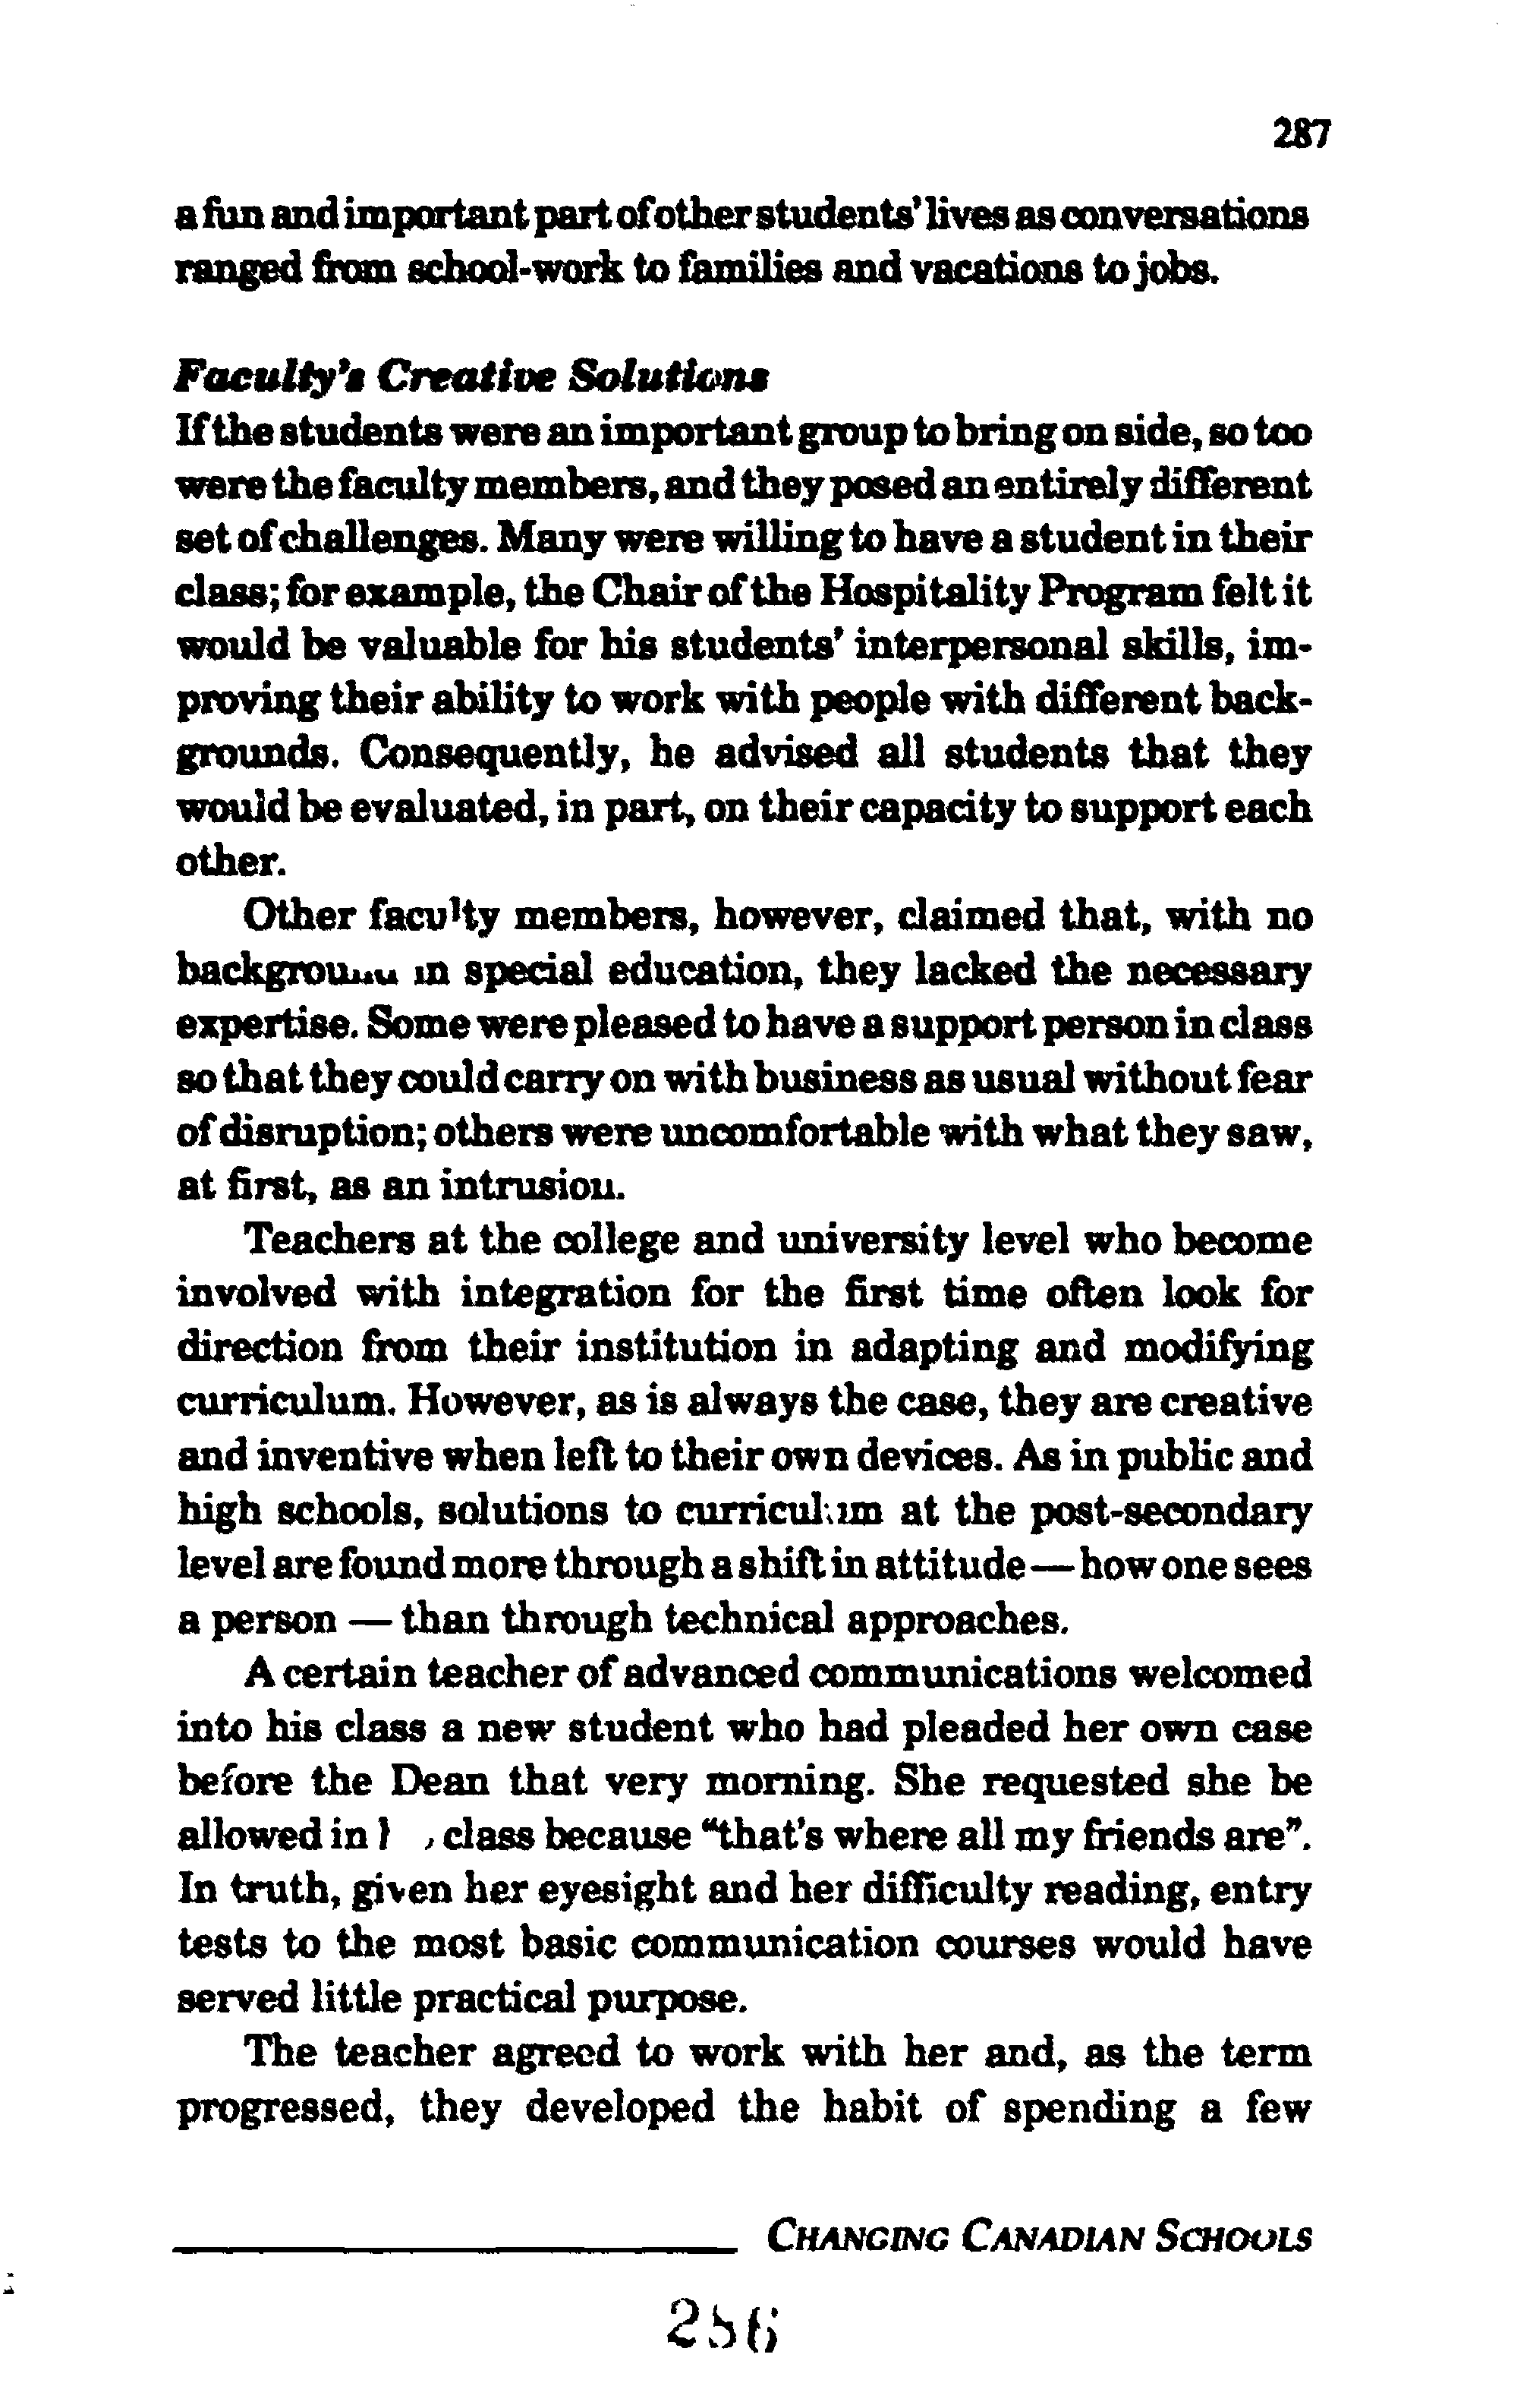 287
a fun and important part of other students' lives as conversations
ranged from school-work to families and vacations to jobs.
Faculty's Creative Solutions
If the students were an important group to bring on side, so too
were the faculty members, and they posed an entirely different
set of challenges. Many were willing to have a student in their
class; for example, the Chair of the Hospitality Program felt it
would be valuable for his students' interpersonal skills, im-
proving their ability to work with people with different back-
grounds. Consequently, he advised all students that they
would be evaluated, in part, on their capacity to support each
other.
Other faculty members, however, claimed that, with no
background in special education, they lacked the necessary
expertise. Some were pleased to have a support person in class
so that they could carry on with business as usual without fear
of disruption; others were uncomfortable with what they saw,
at first, as an intrusion.
Teachers at the college and university level who become
involved with integration for the first time often look for
direction from their institution in adapting and modifying
curriculum. However, as is always the case, they are creative
and inventive when left to their own devices. As in public and
high schools, solutions to curriculum at the post-secondary
level are found more through a shift in attitude — how one sees
a person — than through technical approaches.
A certain teacher of advanced communications welcomed
into his class a new student who had pleaded her own case
before the Dean that very morning. She requested she be
allowed in class because "that's where all my friends are".
In truth, given her eyesight and her difficulty reading, entry
tests to the most basic communication courses would have
served little practical purpose.
The teacher agreed to work with her and, as the term
progressed, they developed the habit of spending a few
CHANGING CANADIAN SCHOOLS
286